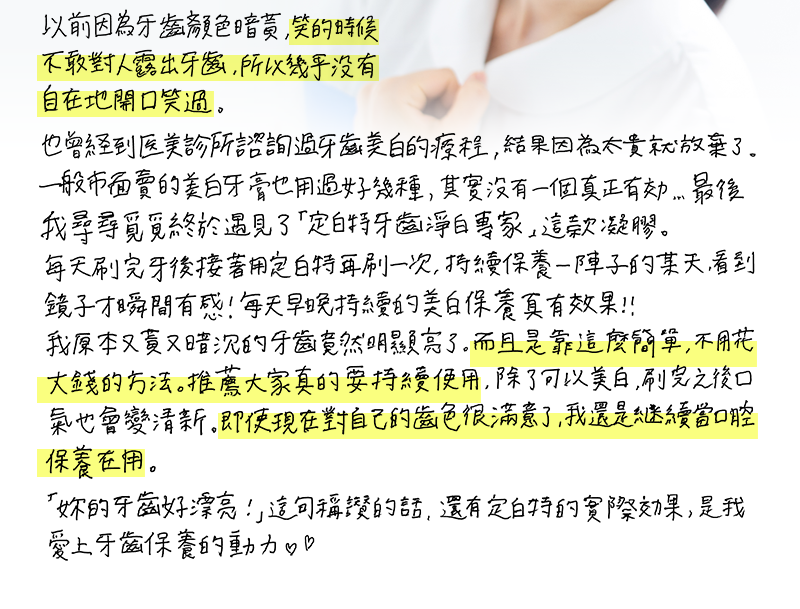 以前因為牙齒顏色暗黃,笑的時候
不敢對人露出牙齒,所以幾乎沒有
自在地開口笑過。
也曾経到医美診所諮詢過牙齒美白的療程,結果因為太貴就放棄了。
一般市面賣的美白牙膏也用過好幾種,其實沒有一個真正有効...最後
我尋尋覓覓終於遇見了「定白特牙齒淨白專家」這款凝膠。
每天刷完牙後接著用定白特再刷一次,持續保養一陣子的某天,看到
鏡子才瞬間有感!每天早晚持續的美白保養真有效果!!
我原本又黃又暗沉的牙齒竟然明顯亮了。而且是靠這麼簡單,不用花
大錢的方法。推薦大家真的要持續使用,除了可以美白,刷完之後口
氣也會變清新。即使現在對自己的齒色很滿意了,我還是継續當口腔
保養在用。
「妳的牙齒好漂亮!」這句稱讚的話,還有定白特的實際効果,是我
愛上牙齒保養的動力♡♡